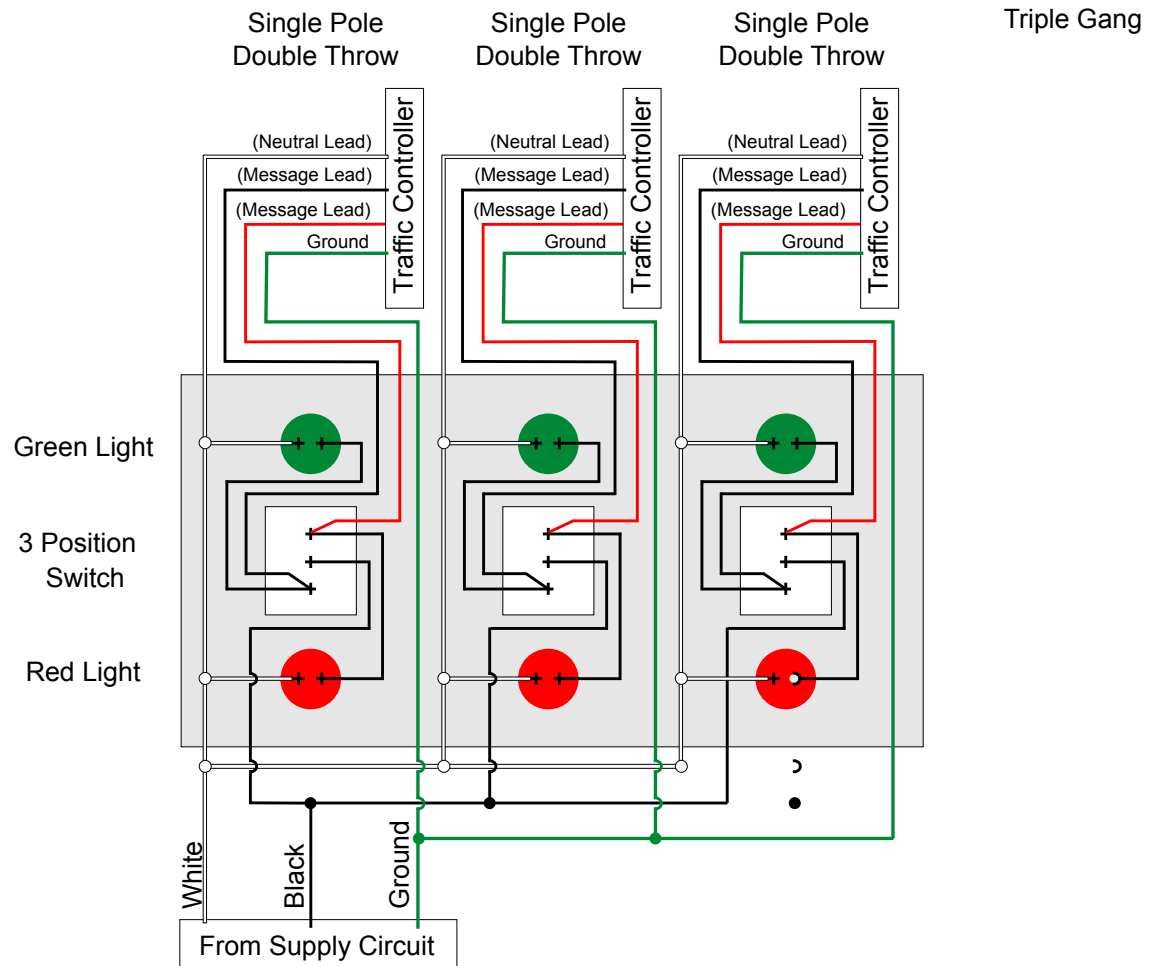 Single Pole
Double Throw
Single Pole
Double Throw
Single Pole
Double Throw
Triple Gang
(Neutral Lead)
(Message Lead)
(Message Lead)
Ground
Traffic Controller
(Neutral Lead)
(Message Lead)
(Message Lead)
Ground
Traffic Controller
(Neutral Lead)
(Message Lead)
(Message Lead)
Ground
Traffic Controller
Green Light
3 Position
Switch
Red Light
White
Black
Ground
From Supply Circuit